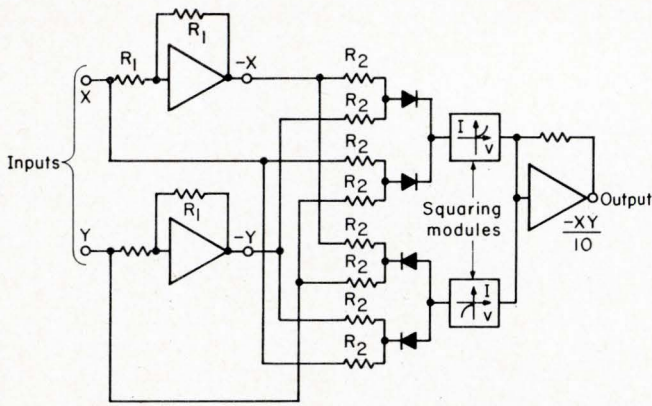 R1
R1
-X
X
R2
R2
R2
R2
I
V
Inputs
R1
Y
-Y
R2
R2
R2
R2
Squaring
modules
I
V
Output
-XY
10